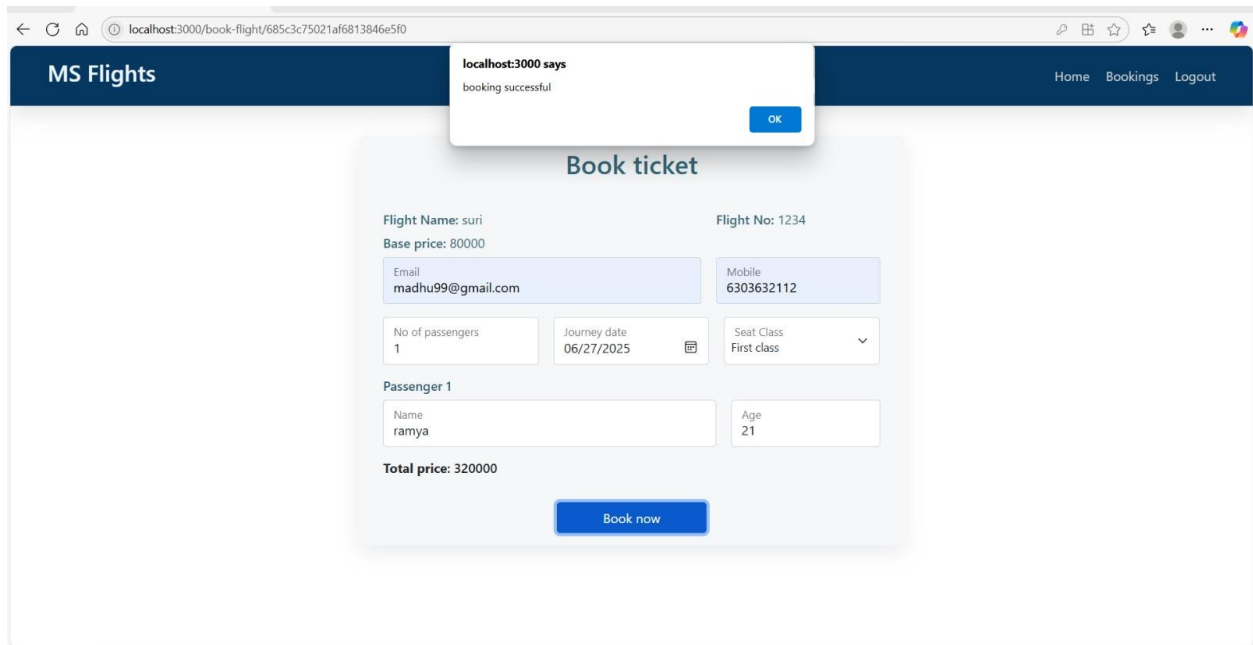 localhost:3000/book-flight/685c3c75021af6813846e5f0
MS Flights
Home Bookings Logout
localhost:3000 says
booking successful
OK
Book ticket
Flight Name: suri Flight No: 1234
Base price: 80000
Email Mobile
madhu99@gmail.com 6303632112
No of passengers Journey date Seat Class
1 06/27/2025 First class
Passenger 1
Name Age
ramya 21
Total price: 320000
Book now